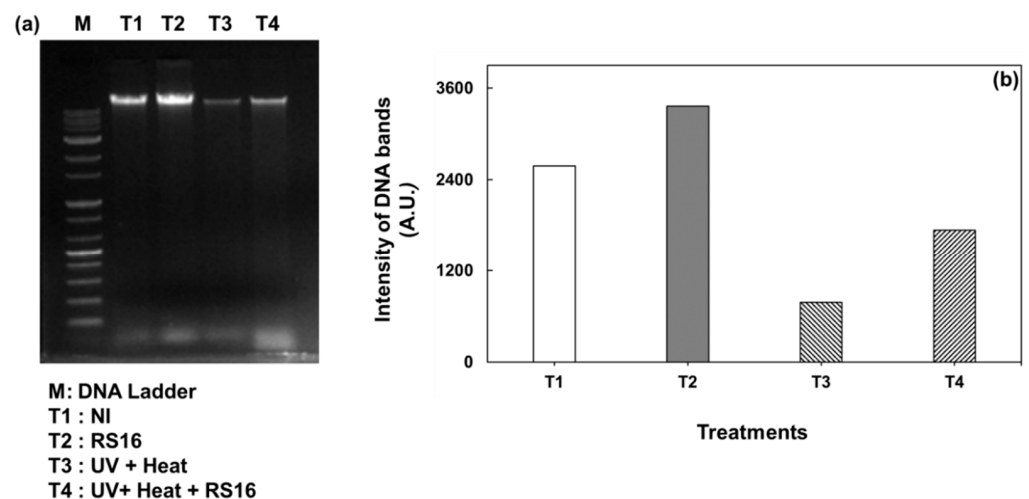 (a) M T1 T2 T3 T4
M: DNA Ladder
T1 : NI
T2 : RS16
T3 : UV + Heat
T4 : UV+ Heat + RS16
(b)
Intensity of DNA bands
(A.U.)
3600
2400
1200
0
T1 T2 T3 T4
Treatments